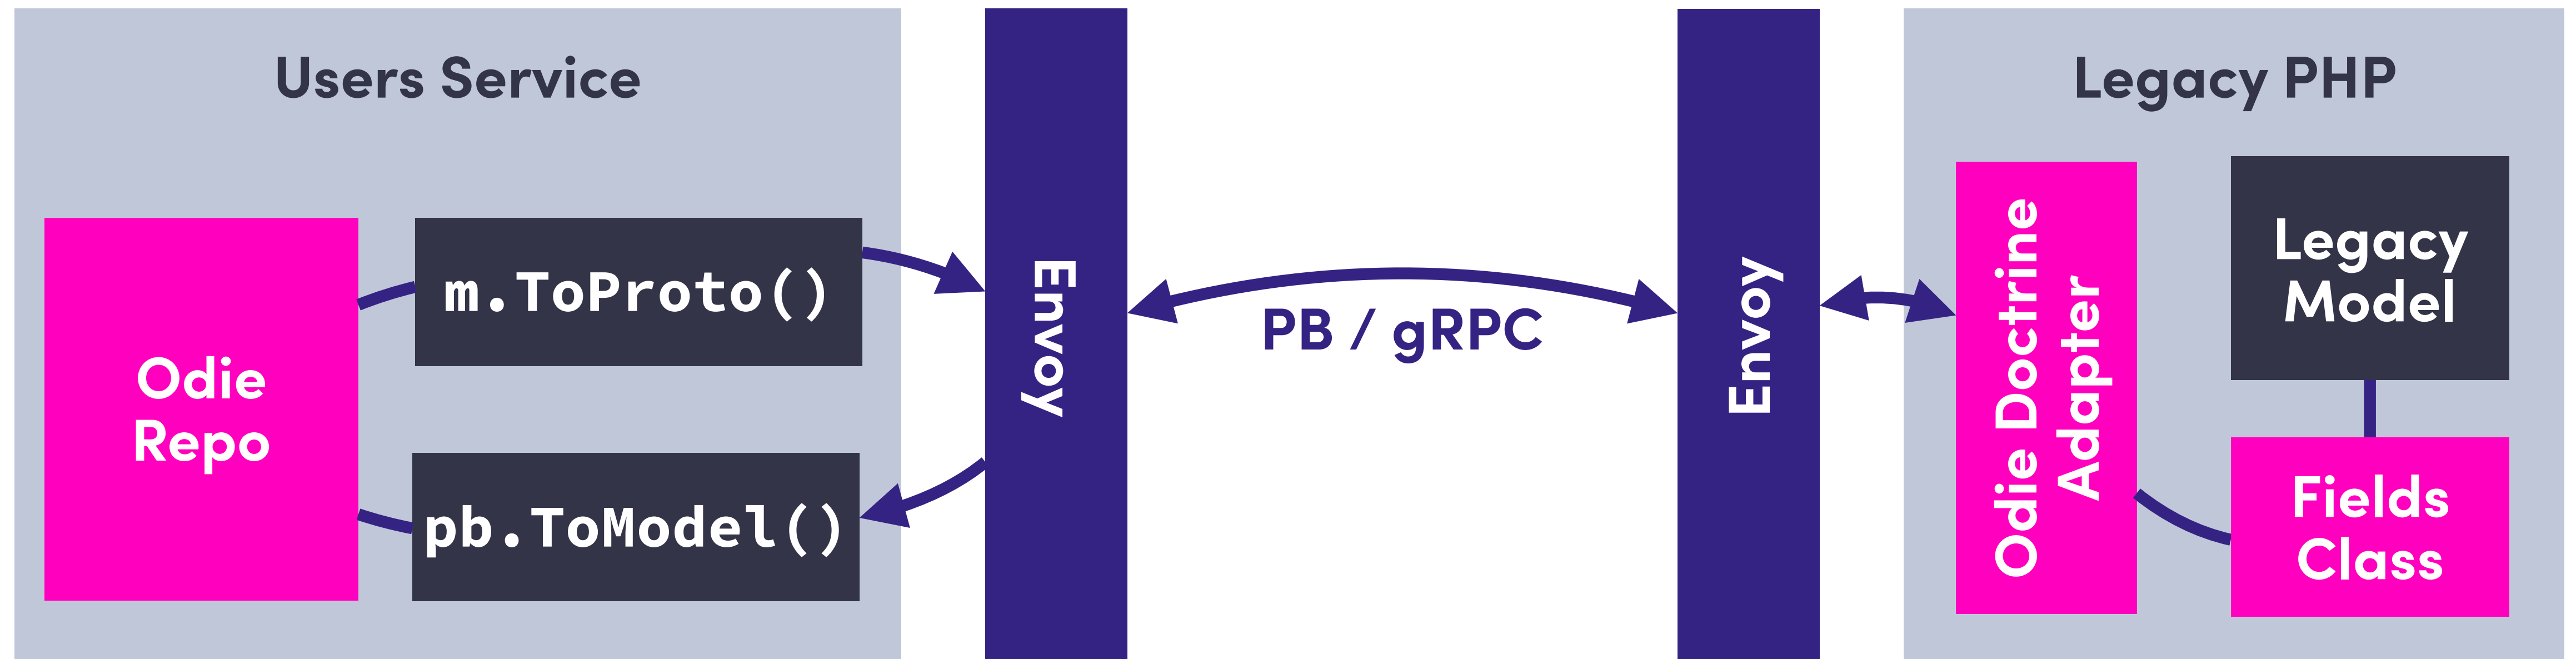 Users Service
Odie
Repo
m.ToProto()
pb.ToModel()
Envoy
PB / gRPC
Envoy
Legacy PHP
Odie Doctrine
Adapter
Legacy
Model
Fields
Class